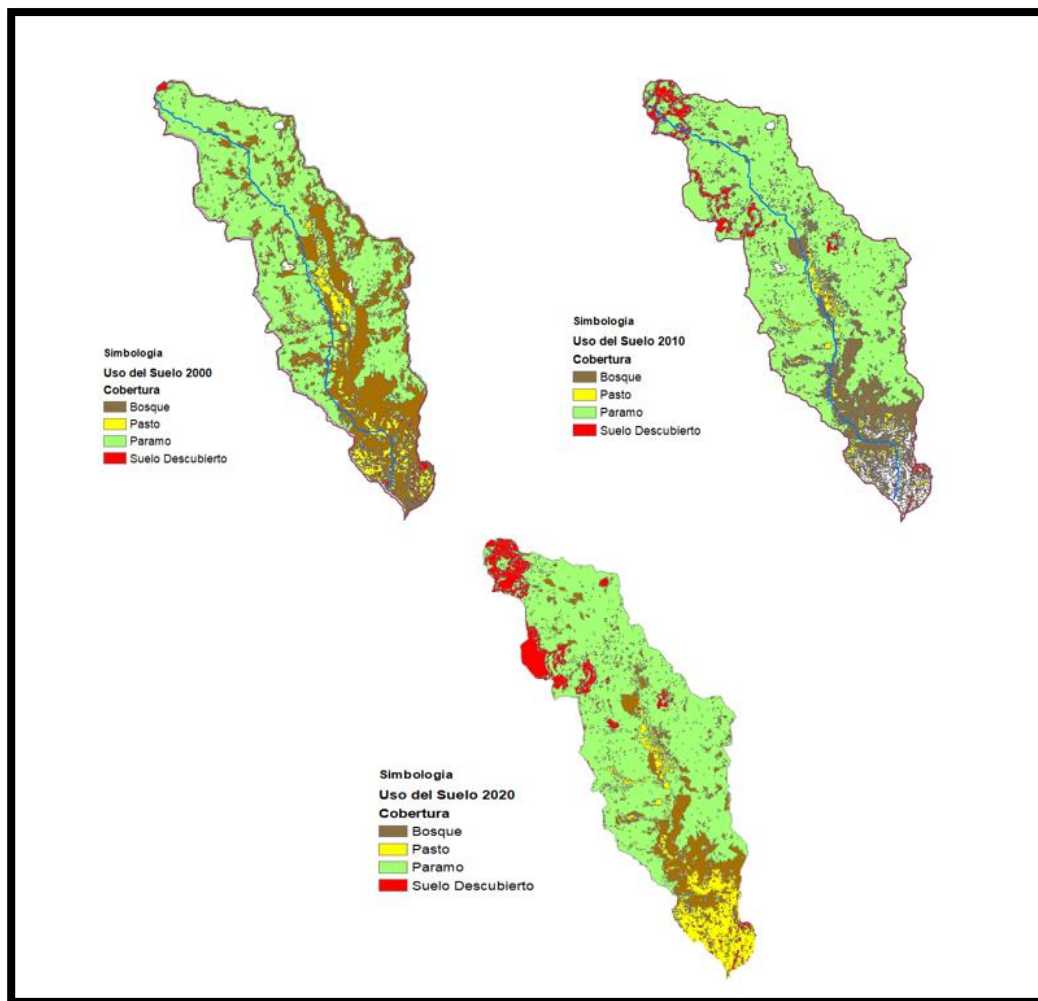 Simbologia
Uso del Suelo 2000
Cobertura
Bosque
Pasto
Paramo
Suelo Descubierto
Simbologia
Uso del Suelo 2010
Cobertura
Bosque
Pasto
Paramo
Suelo Descubierto
Simbologia
Uso del Suelo 2020
Cobertura
Bosque
Pasto
Paramo
Suelo Descubierto